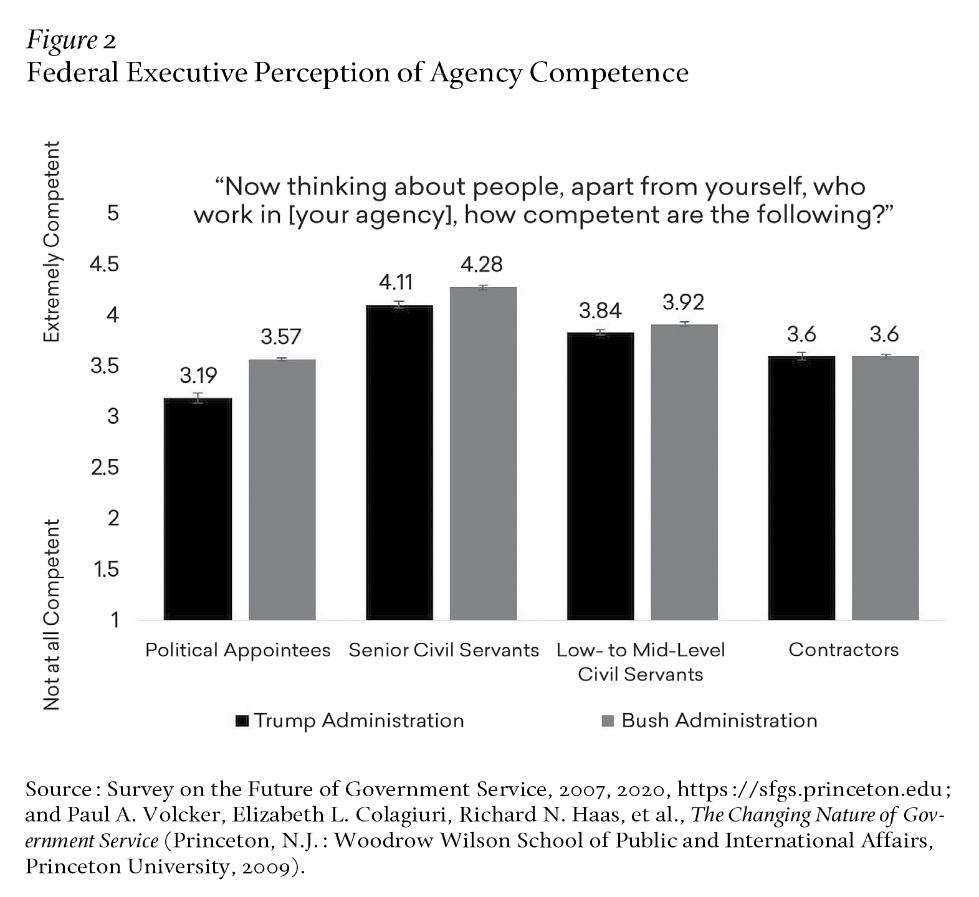 Figure 2
Federal Executive Perception of Agency Competence
“Now thinking about people, apart from yourself, who
work in [your agency], how competent are the following?”
Extremely Competent
Not at all Competent
5
4.5
4
3.5
3
2.5
2
1.5
1
3.19
3.57
4.11
4.28
3.84
3.92
3.6
3.6
Political Appointees
Senior Civil Servants
Low- to Mid-Level
Civil Servants
Contractors
Trump Administration
Bush Administration
Source: Survey on the Future of Government Service, 2007, 2020, https://sfgs.princeton.edu;
and Paul A. Volcker, Elizabeth L. Colagiuri, Richard N. Haas, et al., The Changing Nature of Gov-
ernment Service (Princeton, N.J.: Woodrow Wilson School of Public and International Affairs,
Princeton University, 2009).